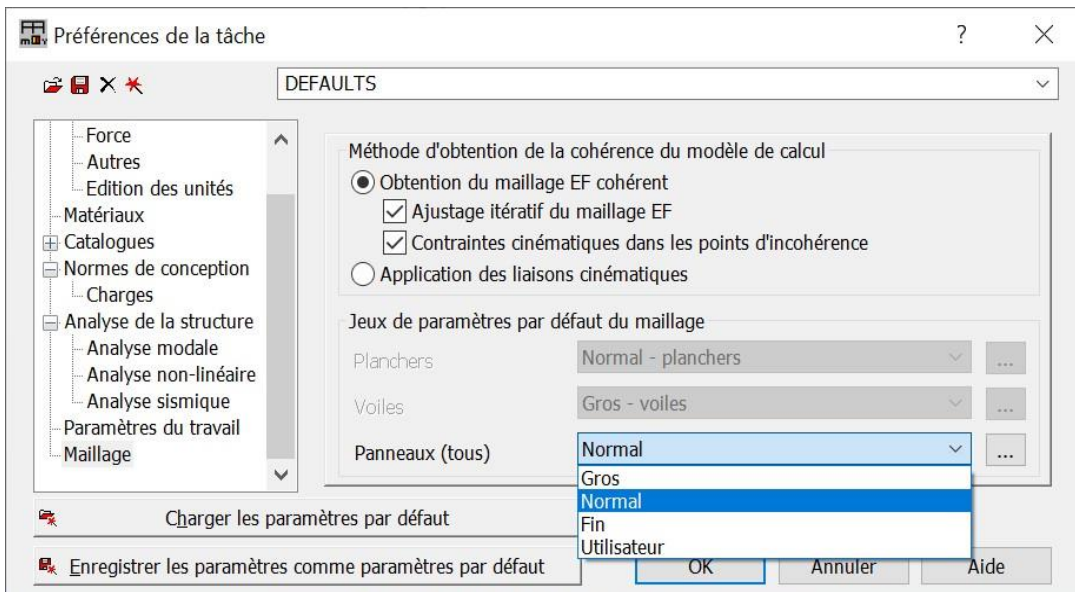 Préférences de la tâche
?
DEFAULTS
Force
Autres
Edition des unités
Matériaux
Catalogues
Normes de conception
Charges
Analyse de la structure
Analyse modale
Analyse non-linéaire
Analyse sismique
Paramètres du travail
Maillage
Méthode d'obtention de la cohérence du modèle de calcul
Obtention du maillage EF cohérent
Ajustage itératif du maillage EF
Contraintes cinématiques dans les points d'incohérence
Application des liaisons cinématiques
Jeux de paramètres par défaut du maillage
Planchers Normal - planchers ...
Voiles Gros - voiles ...
Panneaux (tous) Normal ...
Gros
Normal
Fin
Utilisateur
Charger les paramètres par défaut
Enregistrer les paramètres comme paramètres par défaut
OK Annuler Aide